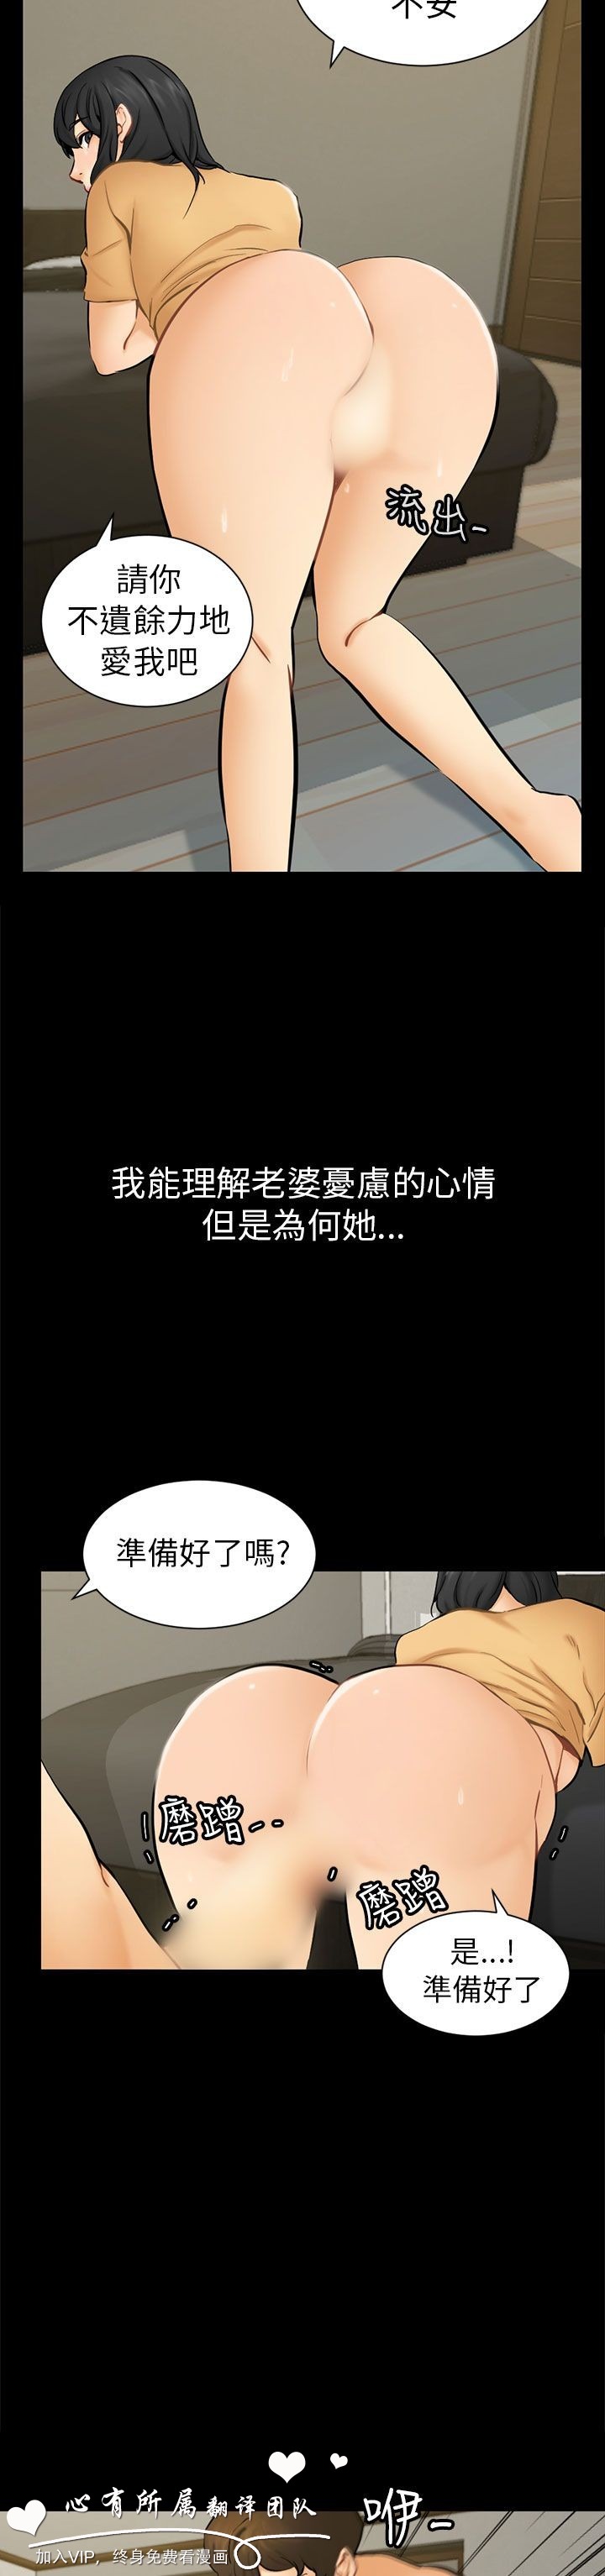 不安
流出~
請你
不遺餘力地
愛我吧
我能理解老婆憂慮的心情
但是為何她...
準備好了嗎?
磨蹭--
磨蹭
是...!
準備好了
心有所属翻译团队
咿~
加入VIP，终身免费看漫画